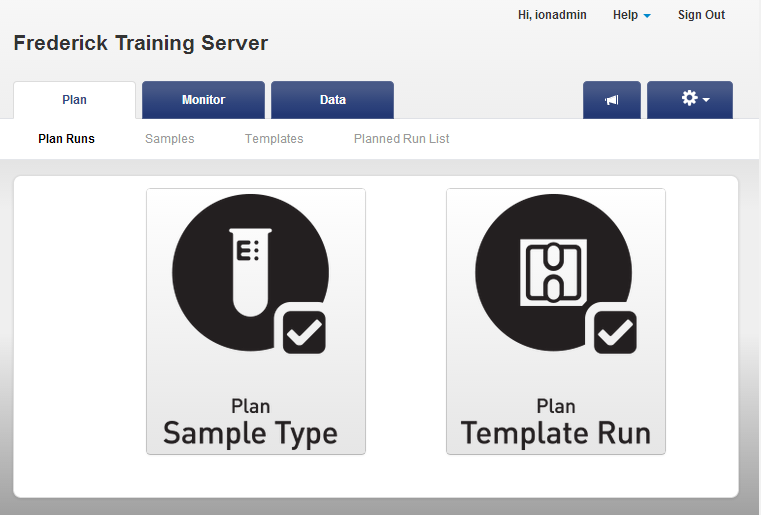 Hi, ionadmin Help Sign Out
Frederick Training Server
Plan Monitor Data
Plan Runs Samples Templates Planned Run List
E
Plan
Sample Type
Plan
Template Run